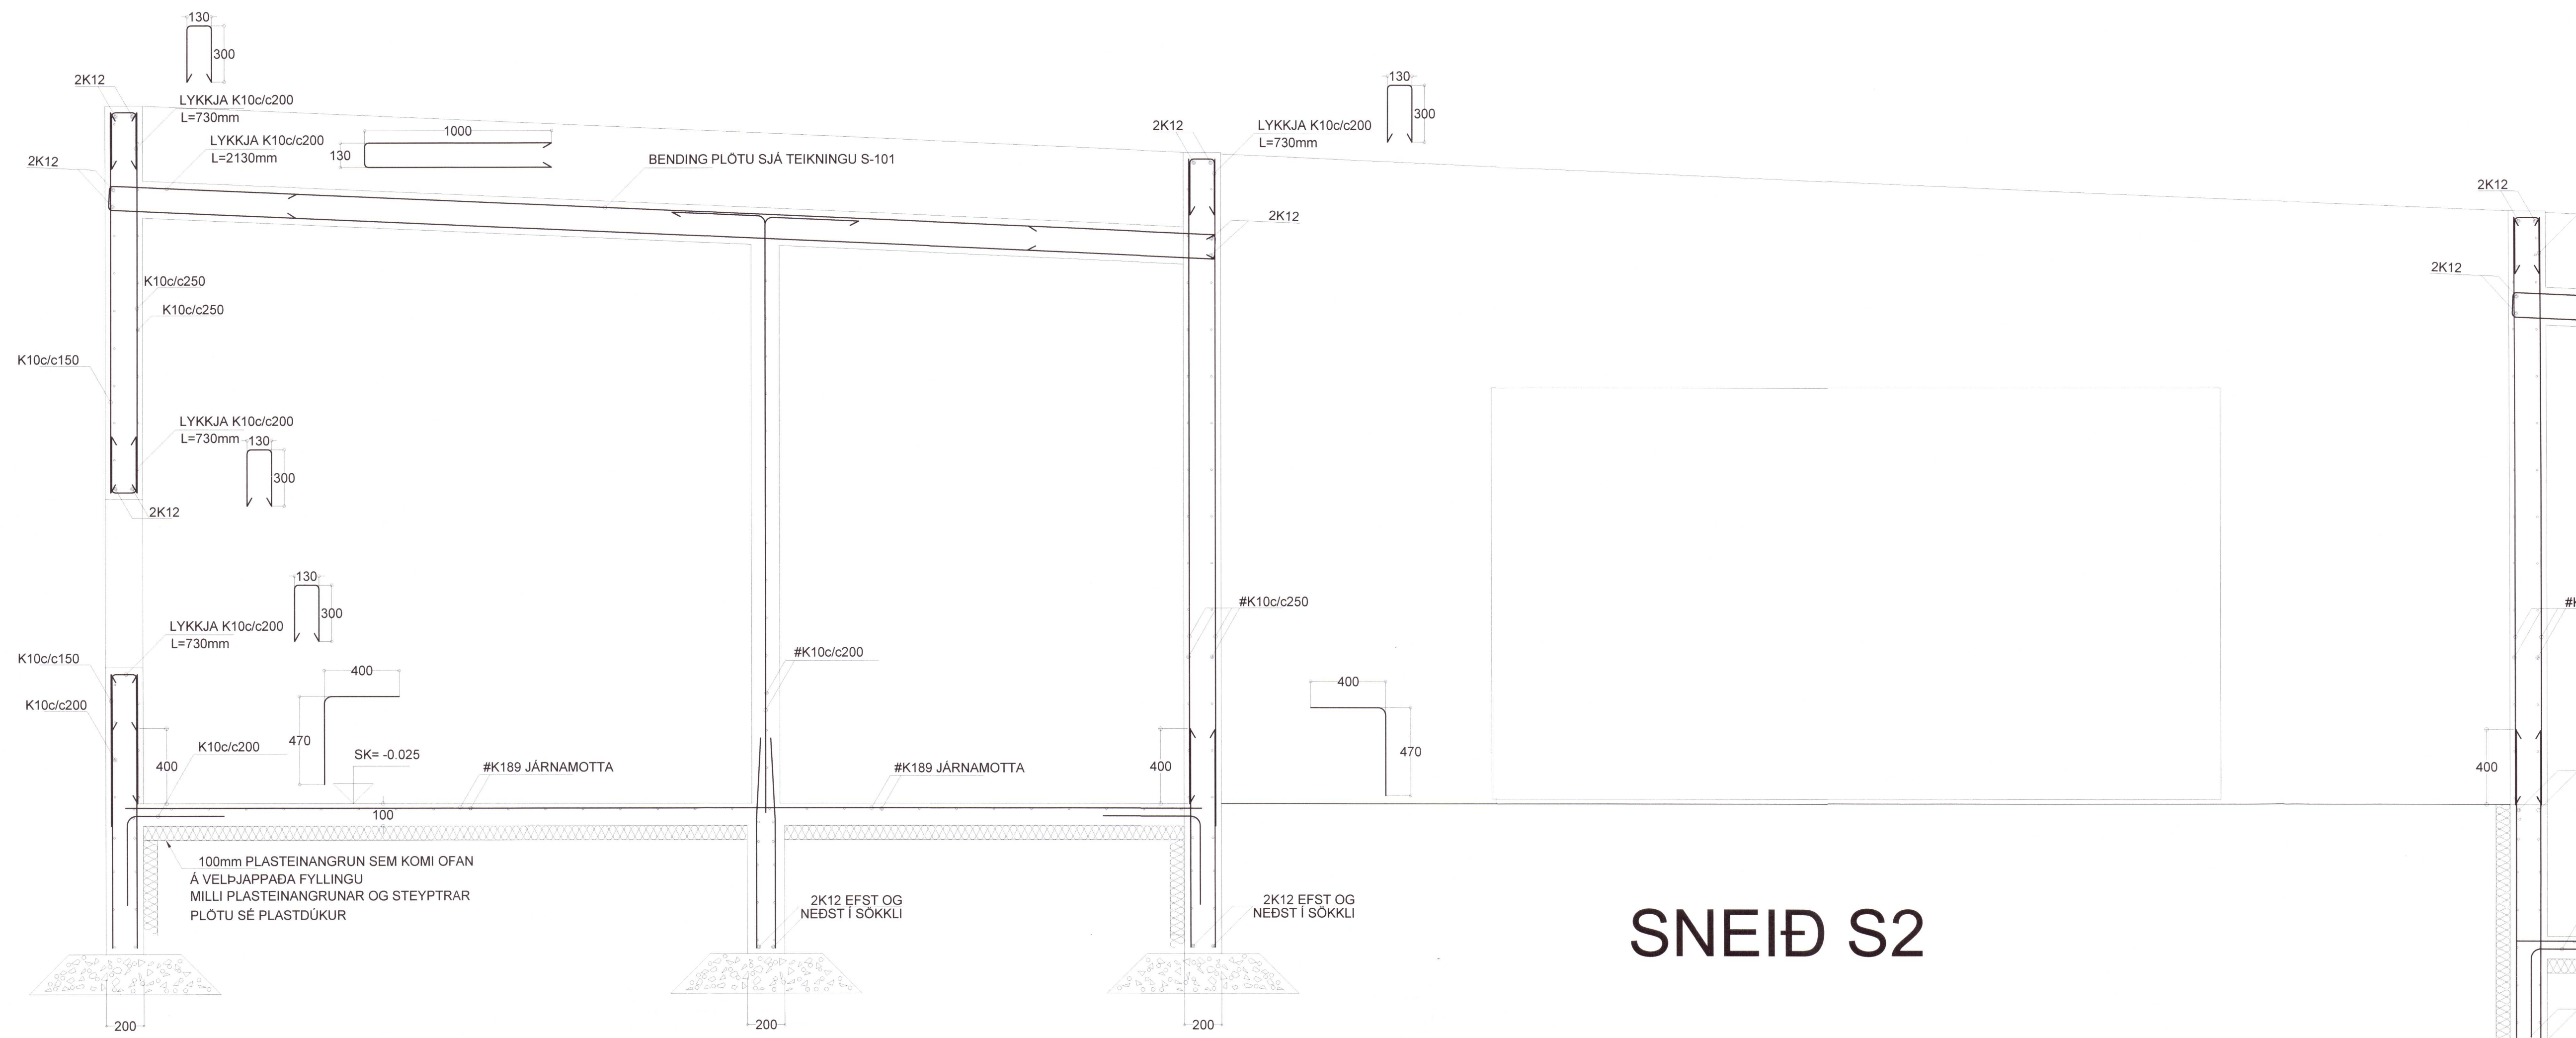 130
300
2K12
LYKKJA K10c/c200
L=730mm
LYKKJA K10c/c200
L=2130mm
1000
130
2K12
BENDING PLÖTU SJÁ TEIKNINGU S-101
2K12
LYKKJA K10c/c200
L=730mm
130
300
2K12
2K12
2K12
K10c/c250
K10c/c250
K10c/c150
LYKKJA K10c/c200
L=730mm
130
300
2K12
130
300
LYKKJA K10c/c200
L=730mm
K10c/c150
K10c/c200
400
470
K10c/c200
400
SK= -0.025
#K189 JÁRNAMOTTA
100
#K10c/c200
#K189 JÁRNAMOTTA
400
#K10c/c250
400
470
400
100mm PLASTEINANGRUN SEM KOMI OFAN
Á VELÞJAPPAÐA FYLLINGU
MILLI PLASTEINANGRUNAR OG STEYPTRAR
PLÖTU SÉ PLASTDÚKUR
2K12 EFST OG
NEÐST Í SÖKKLI
2K12 EFST OG
NEÐST Í SÖKKLI
SNEIÐ S2
200
200
200